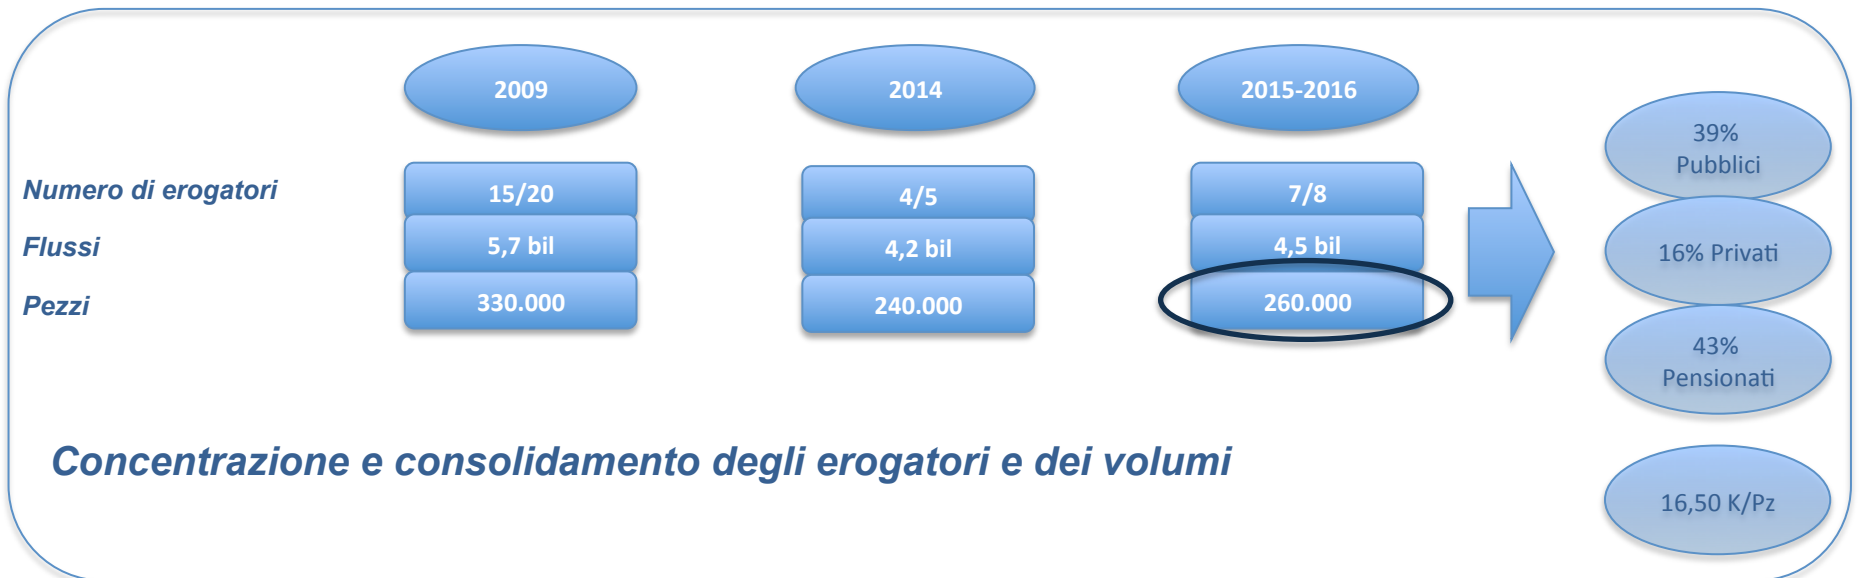 2009
2014
2015-2016
Numero di erogatori
15/20
4/5
7/8
Flussi
5,7 bil
4,2 bil
4,5 bil
Pezzi
330.000
240.000
260.000
39%
Pubblici
16% Privati
43%
Pensionati
16,50 K/Pz
Concentrazione e consolidamento degli erogatori e dei volumi